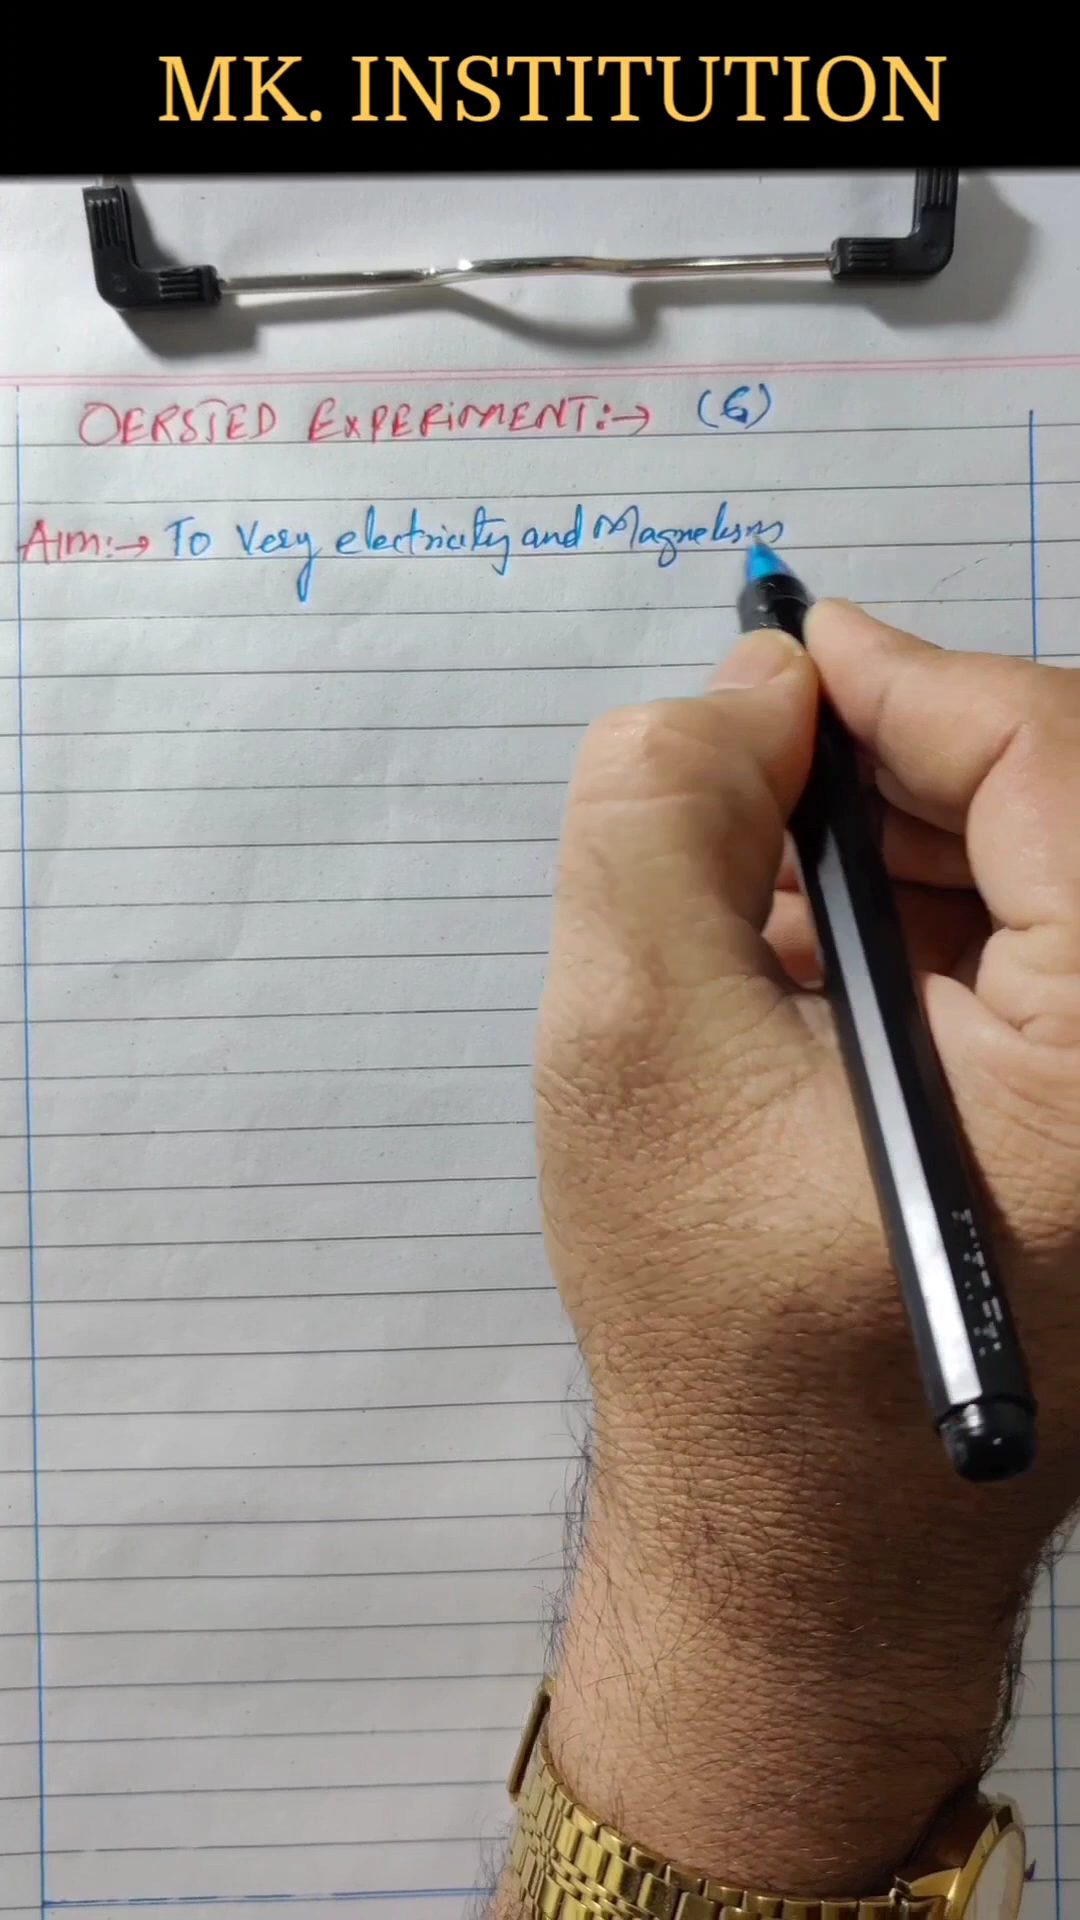 MK. INSTITUTION
OERSTED EXPERIMENT:→ (6)
AIM:→ To Very electricity and Magnetism